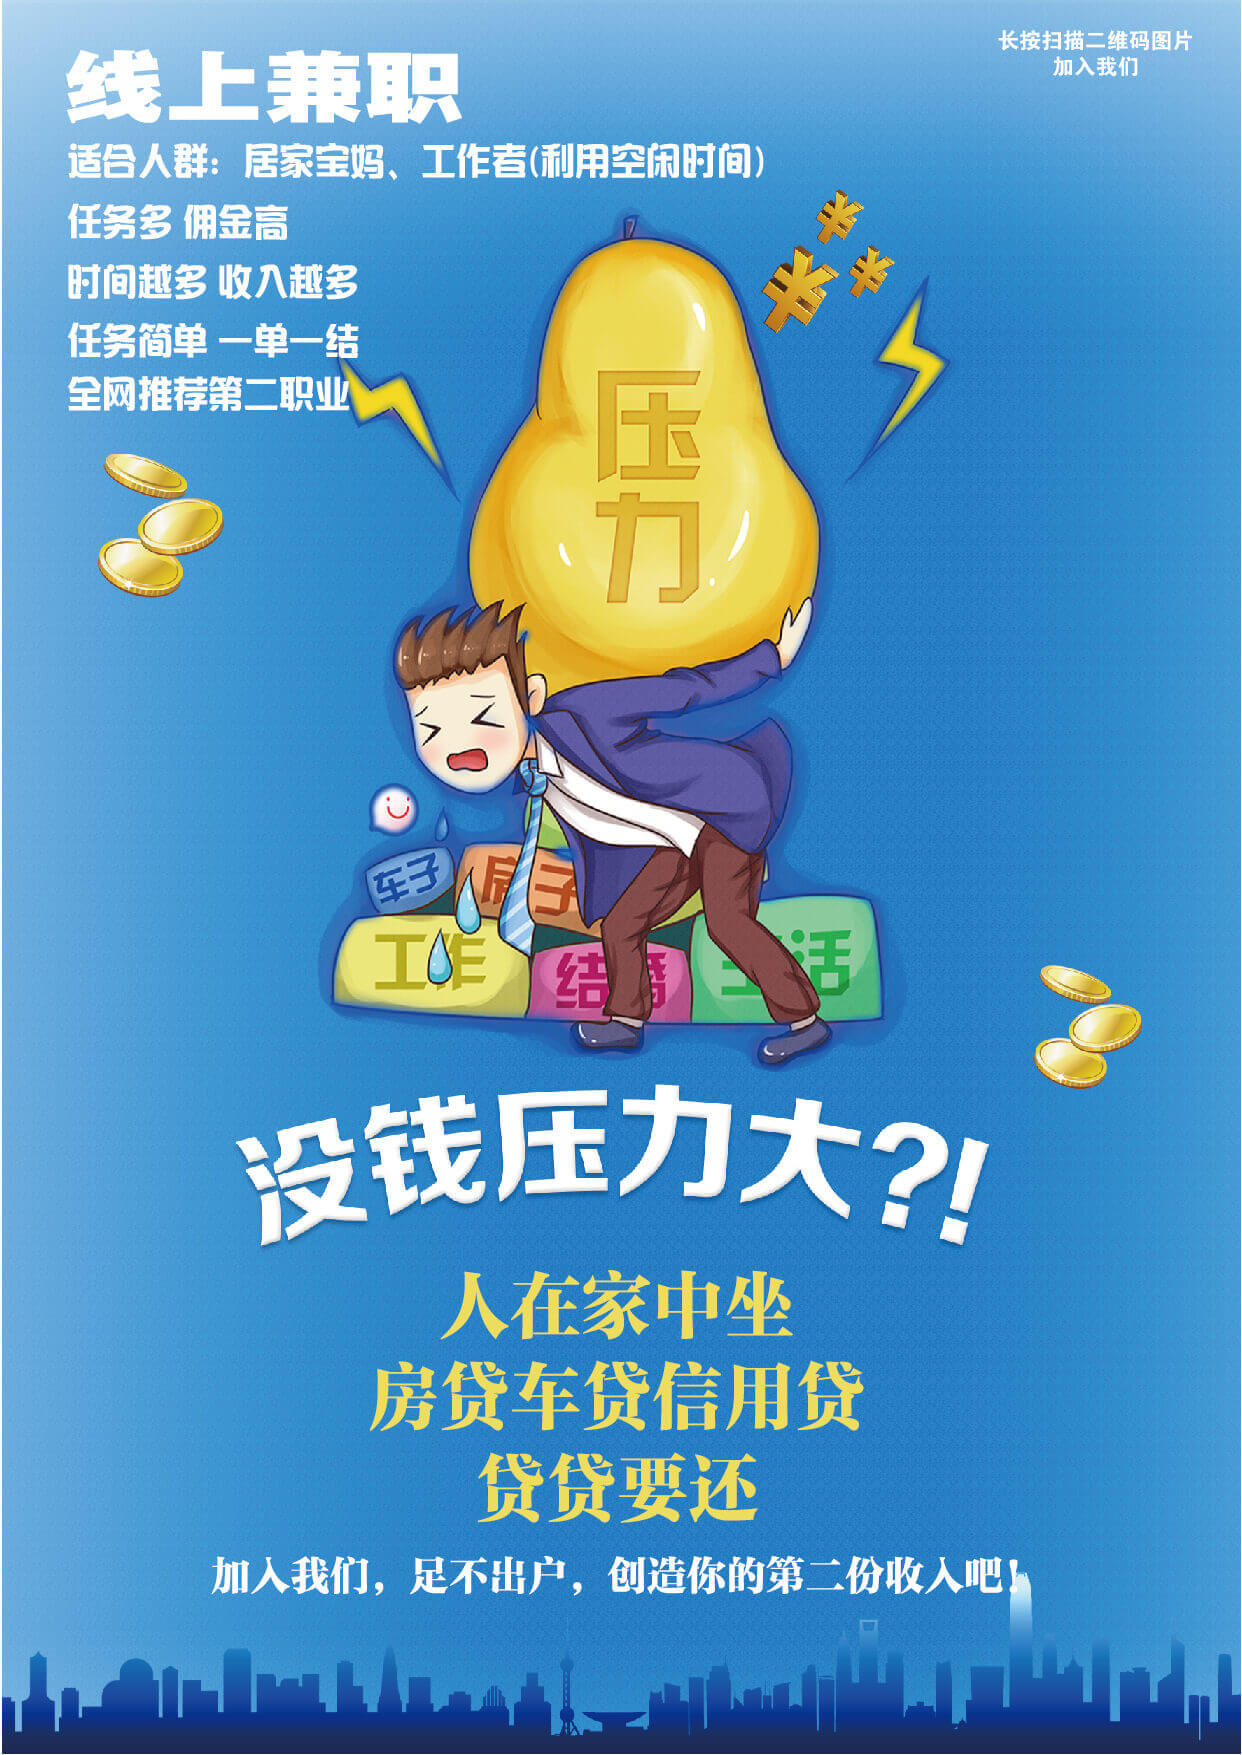 长按扫描二维码图片
加入我们
线上兼职
适合人群：居家宝妈、工作者(利用空闲时间)
任务多 佣金高
时间越多 收入越多
任务简单 一单一结
全网推荐第二职业
压
力
车子
房子
工作
结婚
生活
没钱压力大?!
人在家中坐
房贷车贷信用贷
贷贷要还
加入我们，足不出户，创造你的第二份收入吧！